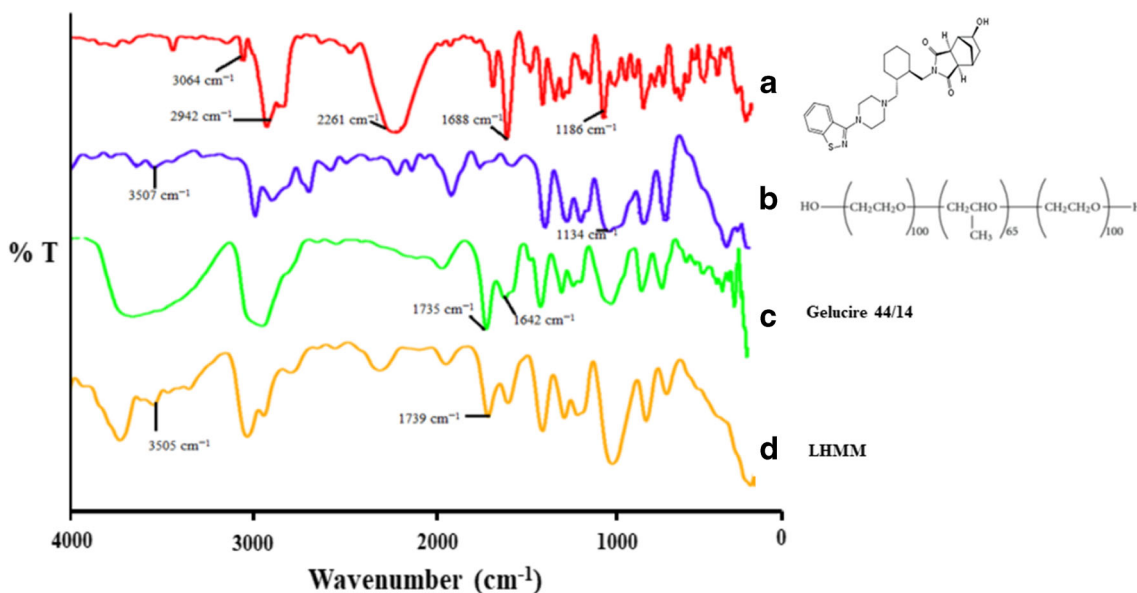 3064 cm⁻¹
2942 cm⁻¹
2261 cm⁻¹
1688 cm⁻¹
1186 cm⁻¹
a
OH
H
O
N
O
H
N
N
S
N
3507 cm⁻¹
1134 cm⁻¹
b
HO—(CH₂CH₂O)₁₀₀—(CH₂CHO)₆₅—(CH₂CH₂O)₁₀₀—H
CH₃
% T
1735 cm⁻¹
1642 cm⁻¹
c
Gelucire 44/14
3505 cm⁻¹
1739 cm⁻¹
d
LHMM
4000 3000 2000 1000 0
Wavenumber (cm⁻¹)